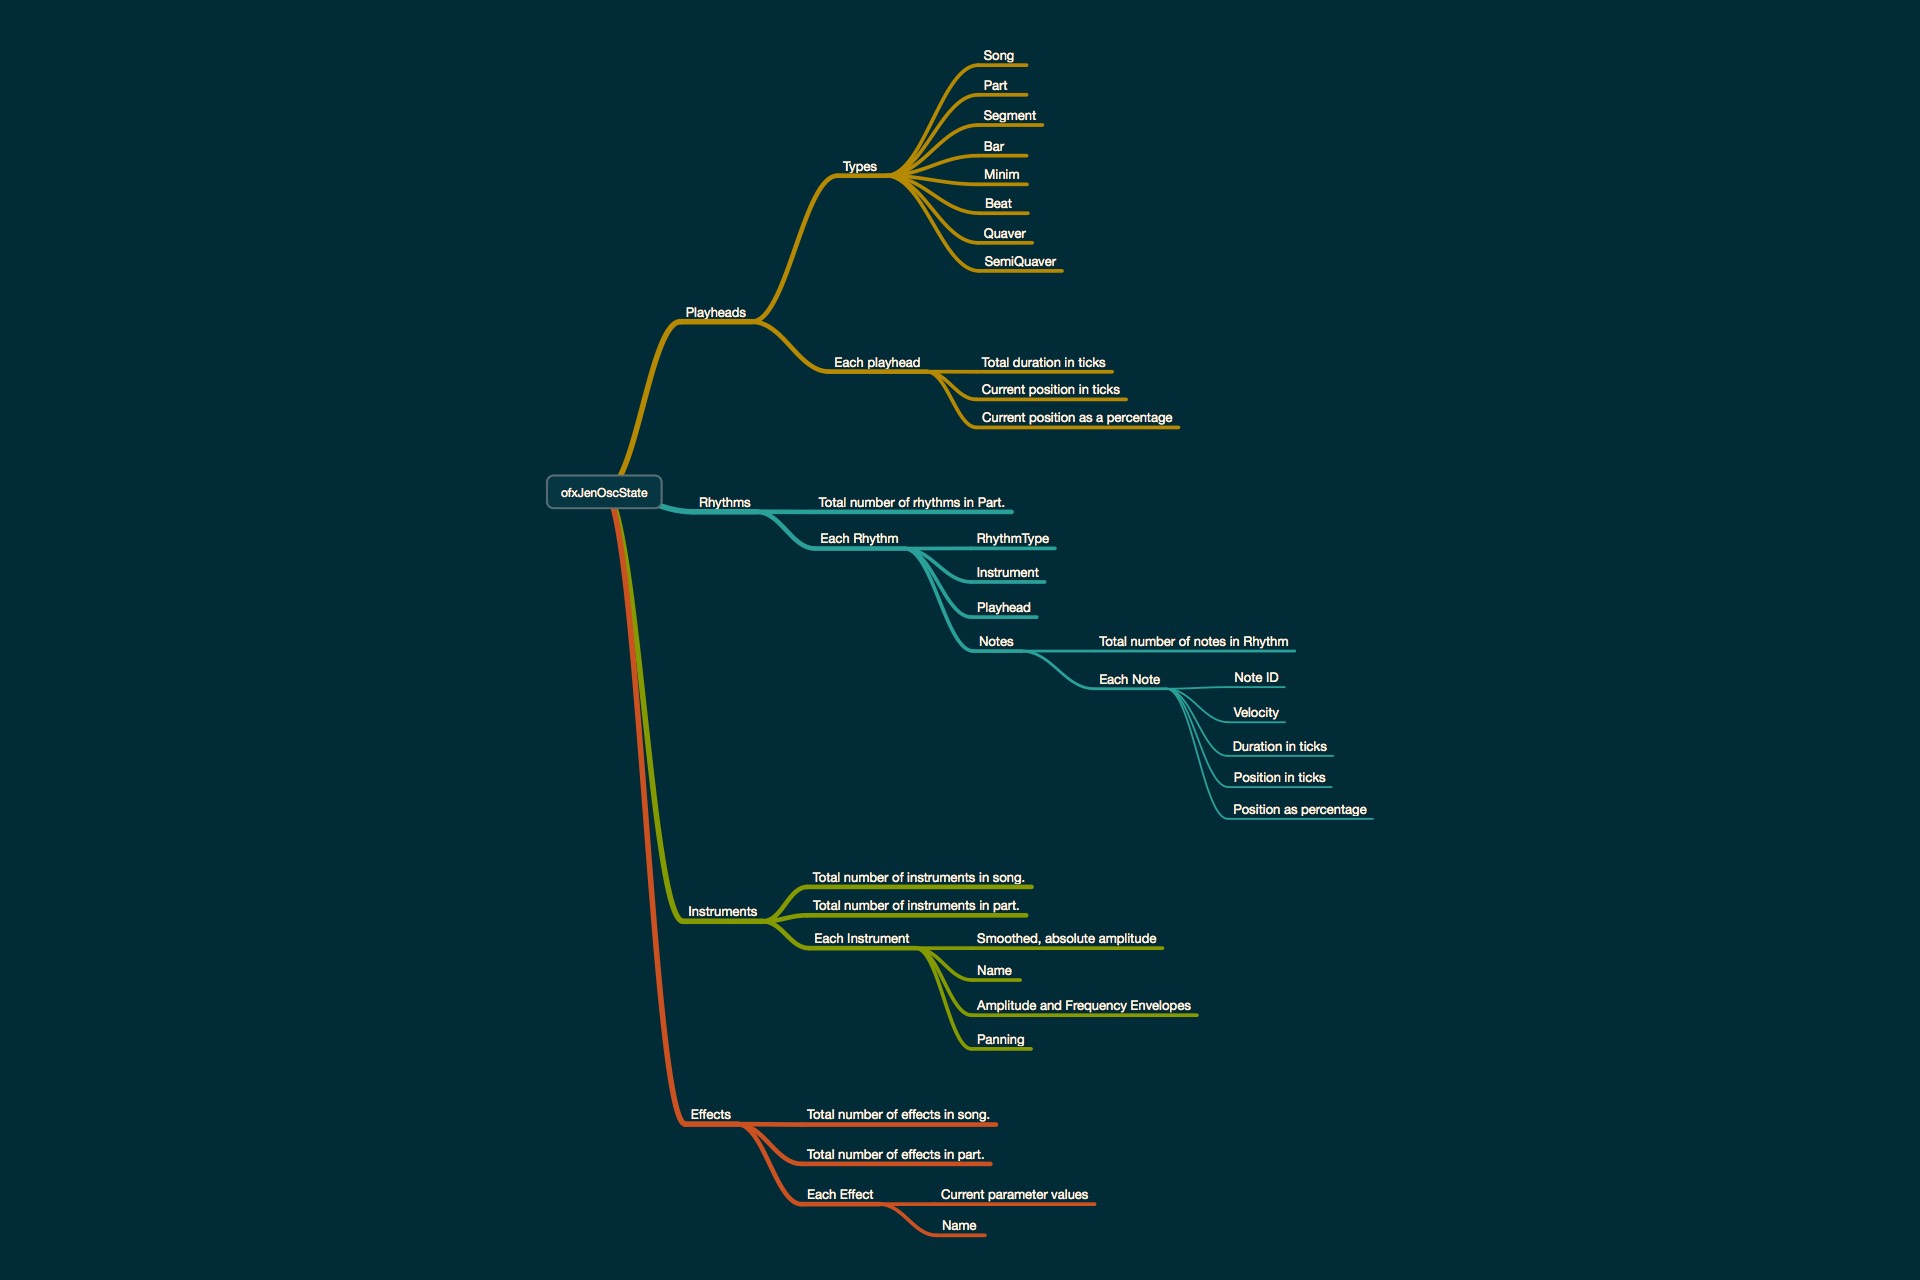 Song
Part
Segment
Bar
Types
Minim
Beat
Quaver
SemiQuaver
Playheads
Each playhead
Total duration in ticks
Current position in ticks
Current position as a percentage
ofxJenOscState
Rhythms
Total number of rhythms in Part.
Each Rhythm
RhythmType
Instrument
Playhead
Notes
Total number of notes in Rhythm
Each Note
Note ID
Velocity
Duration in ticks
Position in ticks
Position as percentage
Instruments
Total number of instruments in song.
Total number of instruments in part.
Each Instrument
Smoothed, absolute amplitude
Name
Amplitude and Frequency Envelopes
Panning
Effects
Total number of effects in song.
Total number of effects in part.
Each Effect
Current parameter values
Name